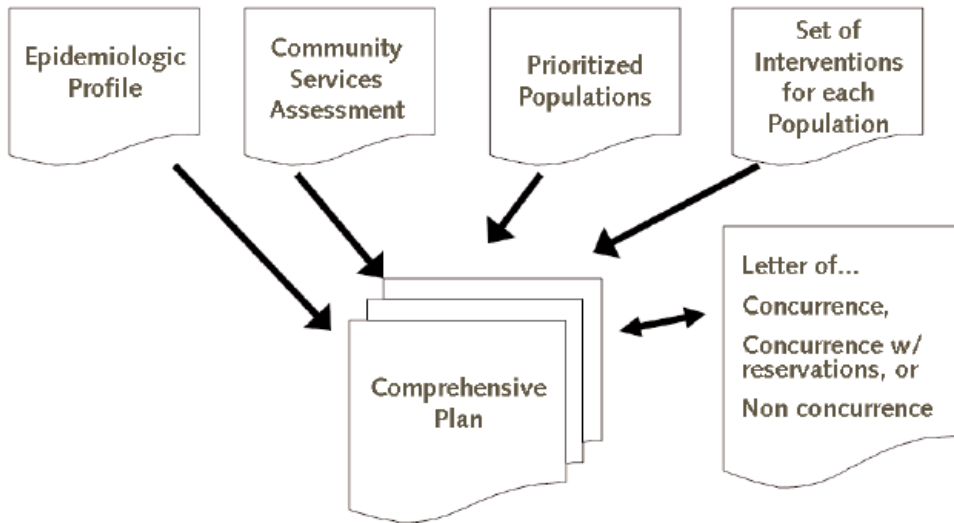 Epidemiologic
Profile
Community
Services
Assessment
Prioritized
Populations
Set of
Interventions
for each
Population
Comprehensive
Plan
Letter of...
Concurrence,
Concurrence w/
reservations, or
Non concurrence